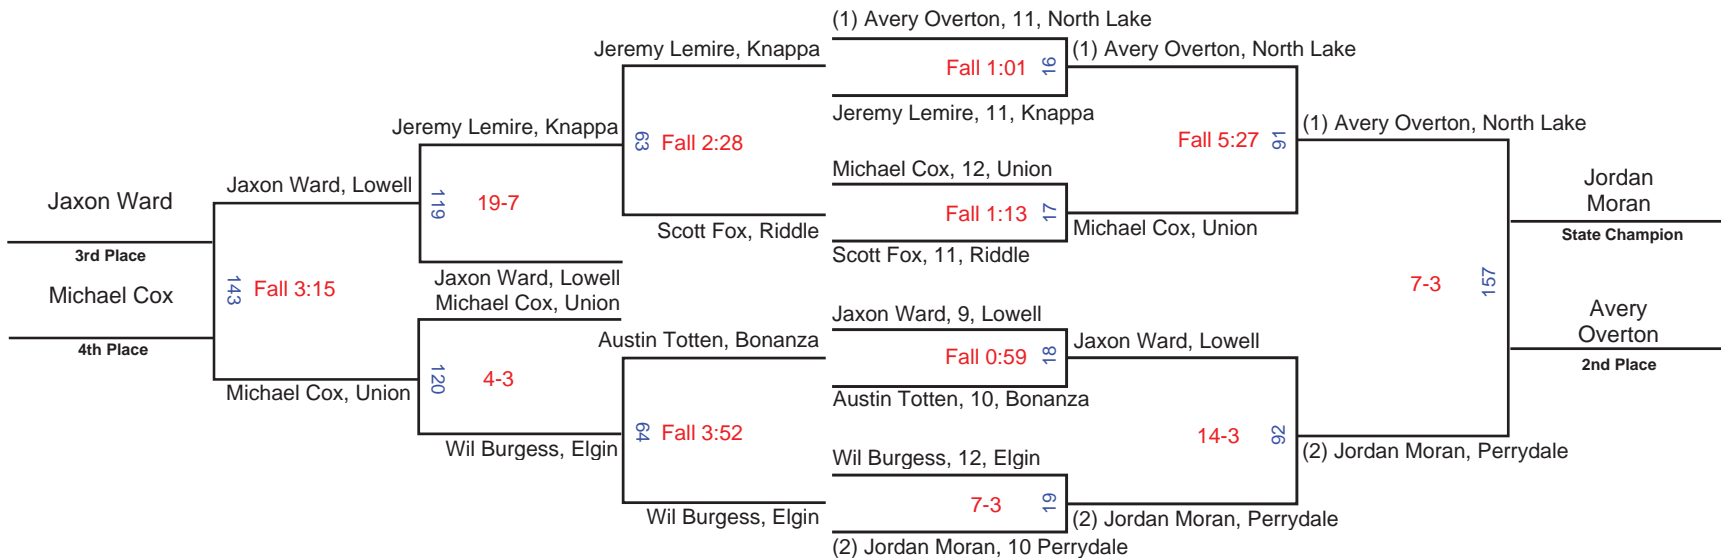 (1) Avery Overton, 11, North Lake
Jeremy Lemire, Knappa
(1) Avery Overton, North Lake
Fall 1:01
16
Jeremy Lemire, 11, Knappa
Jeremy Lemire, Knappa
63
Fall 2:28
Fall 5:27
91
(1) Avery Overton, North Lake
Michael Cox, 12, Union
Jaxon Ward, Lowell
Jaxon Ward
119
19-7
Fall 1:13
17
Jordan
Moran
Scott Fox, Riddle
Michael Cox, Union
State Champion
3rd Place
Scott Fox, 11, Riddle
Jaxon Ward, Lowell
Michael Cox
143
Fall 3:15
7-3
157
Michael Cox, Union
Jaxon Ward, 9, Lowell
Avery
Overton
4th Place
Austin Totten, Bonanza
Fall 0:59
18
Jaxon Ward, Lowell
2nd Place
120
4-3
Michael Cox, Union
Austin Totten, 10, Bonanza
64
Fall 3:52
14-3
92
Wil Burgess, Elgin
(2) Jordan Moran, Perrydale
Wil Burgess, 12, Elgin
7-3
19
Wil Burgess, Elgin
(2) Jordan Moran, Perrydale
(2) Jordan Moran, 10 Perrydale